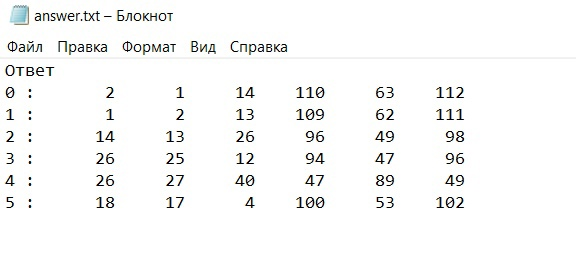 answer.txt – Блокнот
Файл Правка Формат Вид Справка
Ответ
0 : 2 1 14 110 63 112
1 : 1 2 13 109 62 111
2 : 14 13 26 96 49 98
3 : 26 25 12 94 47 96
4 : 26 27 40 47 89 49
5 : 18 17 4 100 53 102